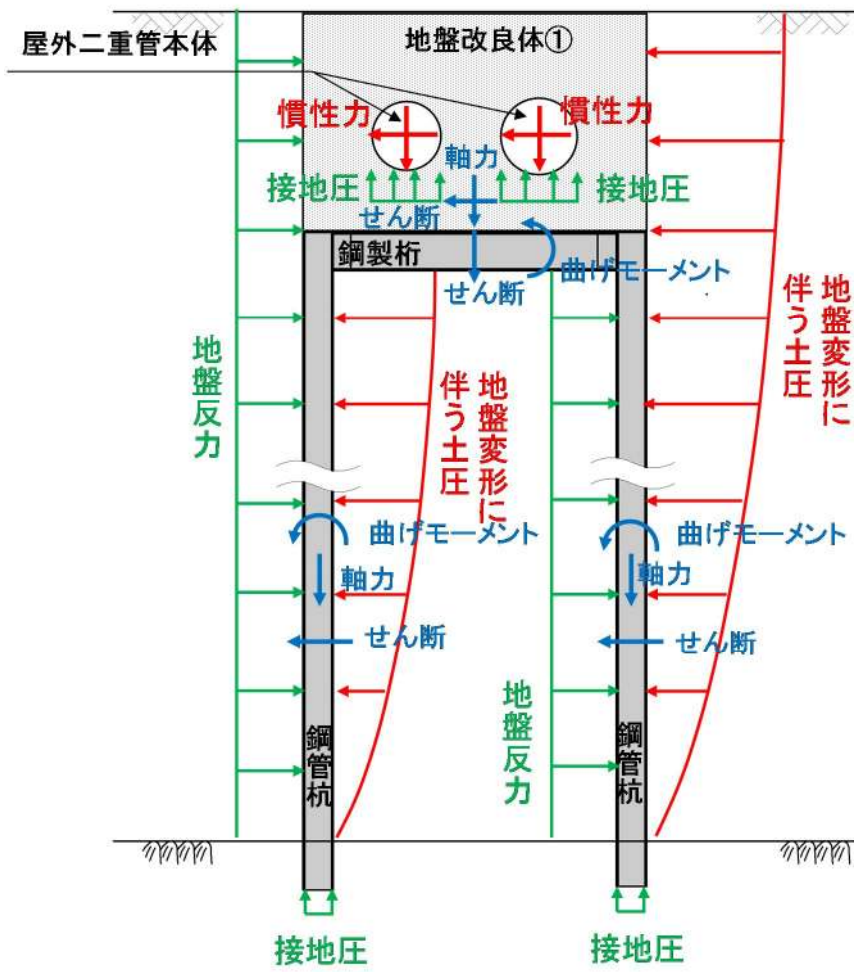 屋外二重管本体
地盤改良体①
慣性力
慣性力
軸力
接地圧
接地圧
せん断
鋼製桁
曲げモーメント
せん断
地盤変形に
伴う土圧
地盤反力
地盤変形に
伴う土圧
曲げモーメント
曲げモーメント
軸力
軸力
せん断
せん断
地盤反力
鋼管杭
鋼管杭
接地圧
接地圧